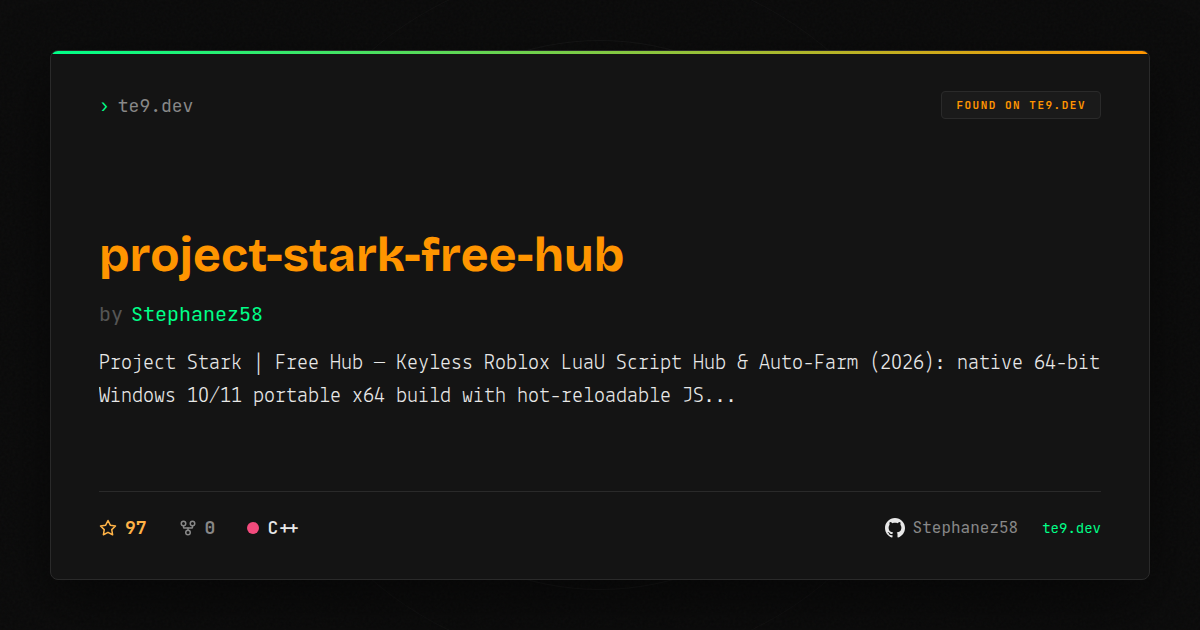 › te9.dev
FOUND ON TE9.DEV
project-stark-free-hub
by Stephanez58
Project Stark | Free Hub — Keyless Roblox LuaU Script Hub & Auto-Farm (2026): native 64-bit
Windows 10/11 portable x64 build with hot-reloadable JS...
97 0 C++
Stephanez58 te9.dev